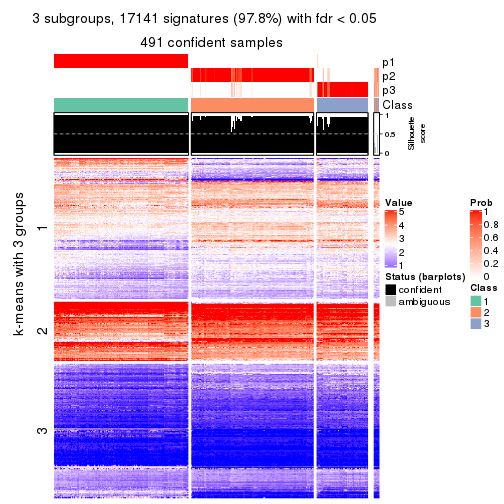 3 subgroups, 17141 signatures (97.8%) with fdr < 0.05
491 confident samples
p1
p2
p3
Class
1
0.5
0
Silhouette
score
k-means with 3 groups
1
2
3
Value
5
4
3
2
1
Status (barplots)
confident
ambiguous
Prob
1
0.8
0.6
0.4
0.2
0
Class
1
2
3